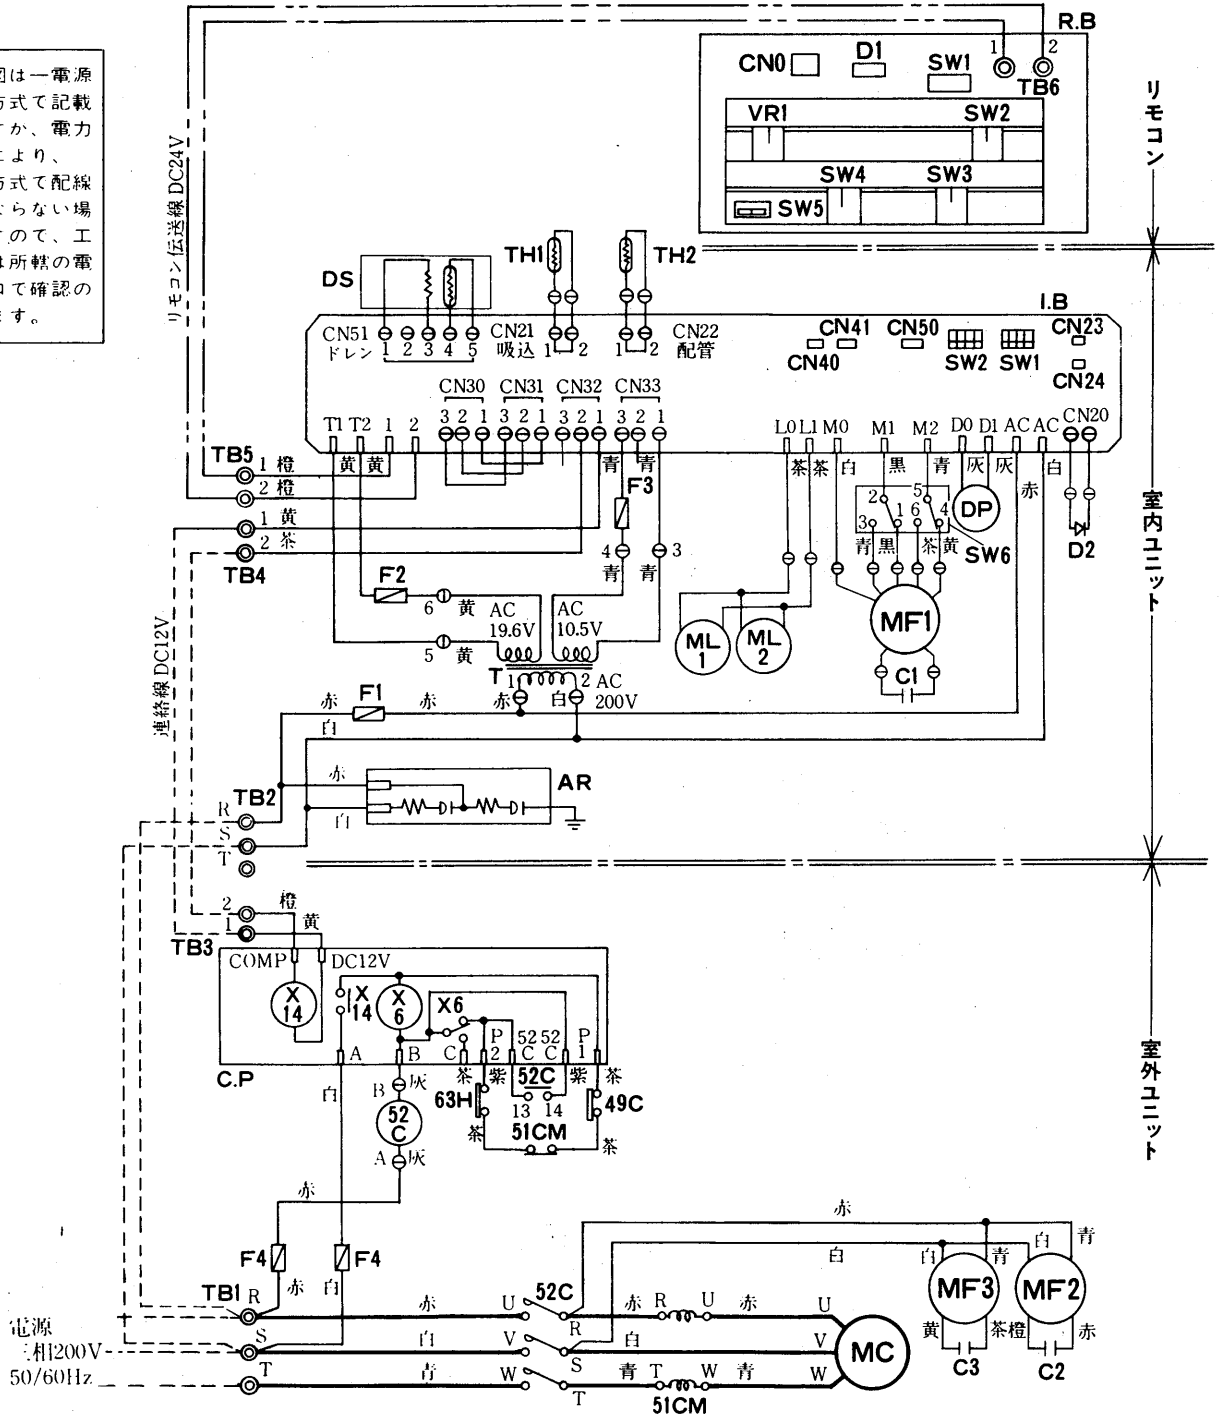 R.B
1 2
CN0 D1 SW1
TB6
VR1 SW2
SW4 SW3
SW5
リモコン
は一電源
方式て記載
か、電力
より、
方式て配線
らない場
ので、工
は所轄の電
て確認の
ます。
リモコン伝送線 DC24V
DS
TH1
TH2
I.B
CN51
ドレン 1 2 3 4 5
CN21
吸込 1 2
CN22
1 2 配管
CN41 CN50
CN40
SW2 SW1
CN23
CN24
CN30 CN31 CN32 CN33
3 2 1 3 2 1 3 2 1 3 2 1
T1 T2 1 2
L0 L1 M0 M1 M2 D0 D1 AC AC CN20
TB5
1 橙 黄 黄
2 橙
青 青
茶 茶 白 黒 青 灰 灰 赤 白
F3
1 黄
2 茶
TB4
4 3
青 青
2 5
3 1 6 4
青 黒 茶 黄
SW6
DP
D2
F2
6 黄
AC
19.6V
AC
10.5V
5 黄
T
1 2
AC
200V
ML
1
ML
2
MF1
C1
連絡線 DC12V
赤 F1 赤 赤 白
白
室内ユニット
赤
AR
白
TB2
R
S
T
2 橙
1 黄
TB3
COMP DC12V
X
14
X
14
X
6
X6
A B C
P
2
52
C
52
C
P
1
C.P
白 B 灰 茶 紫 52C 紫 茶
63H 13 14 49C
52
C
51CM
茶 茶
A 灰
室外ユニット
赤
F4 F4
赤 白
TB1 R
S
T
電源
三相200V
50/60Hz
赤 U 52C 赤 R U 赤 U
白 V R 白 V
青 W S 青 T W 青 W
T
51CM
MC
赤
白
白 青 白 青
MF3 MF2
黄 茶 橙 赤
C3 C2